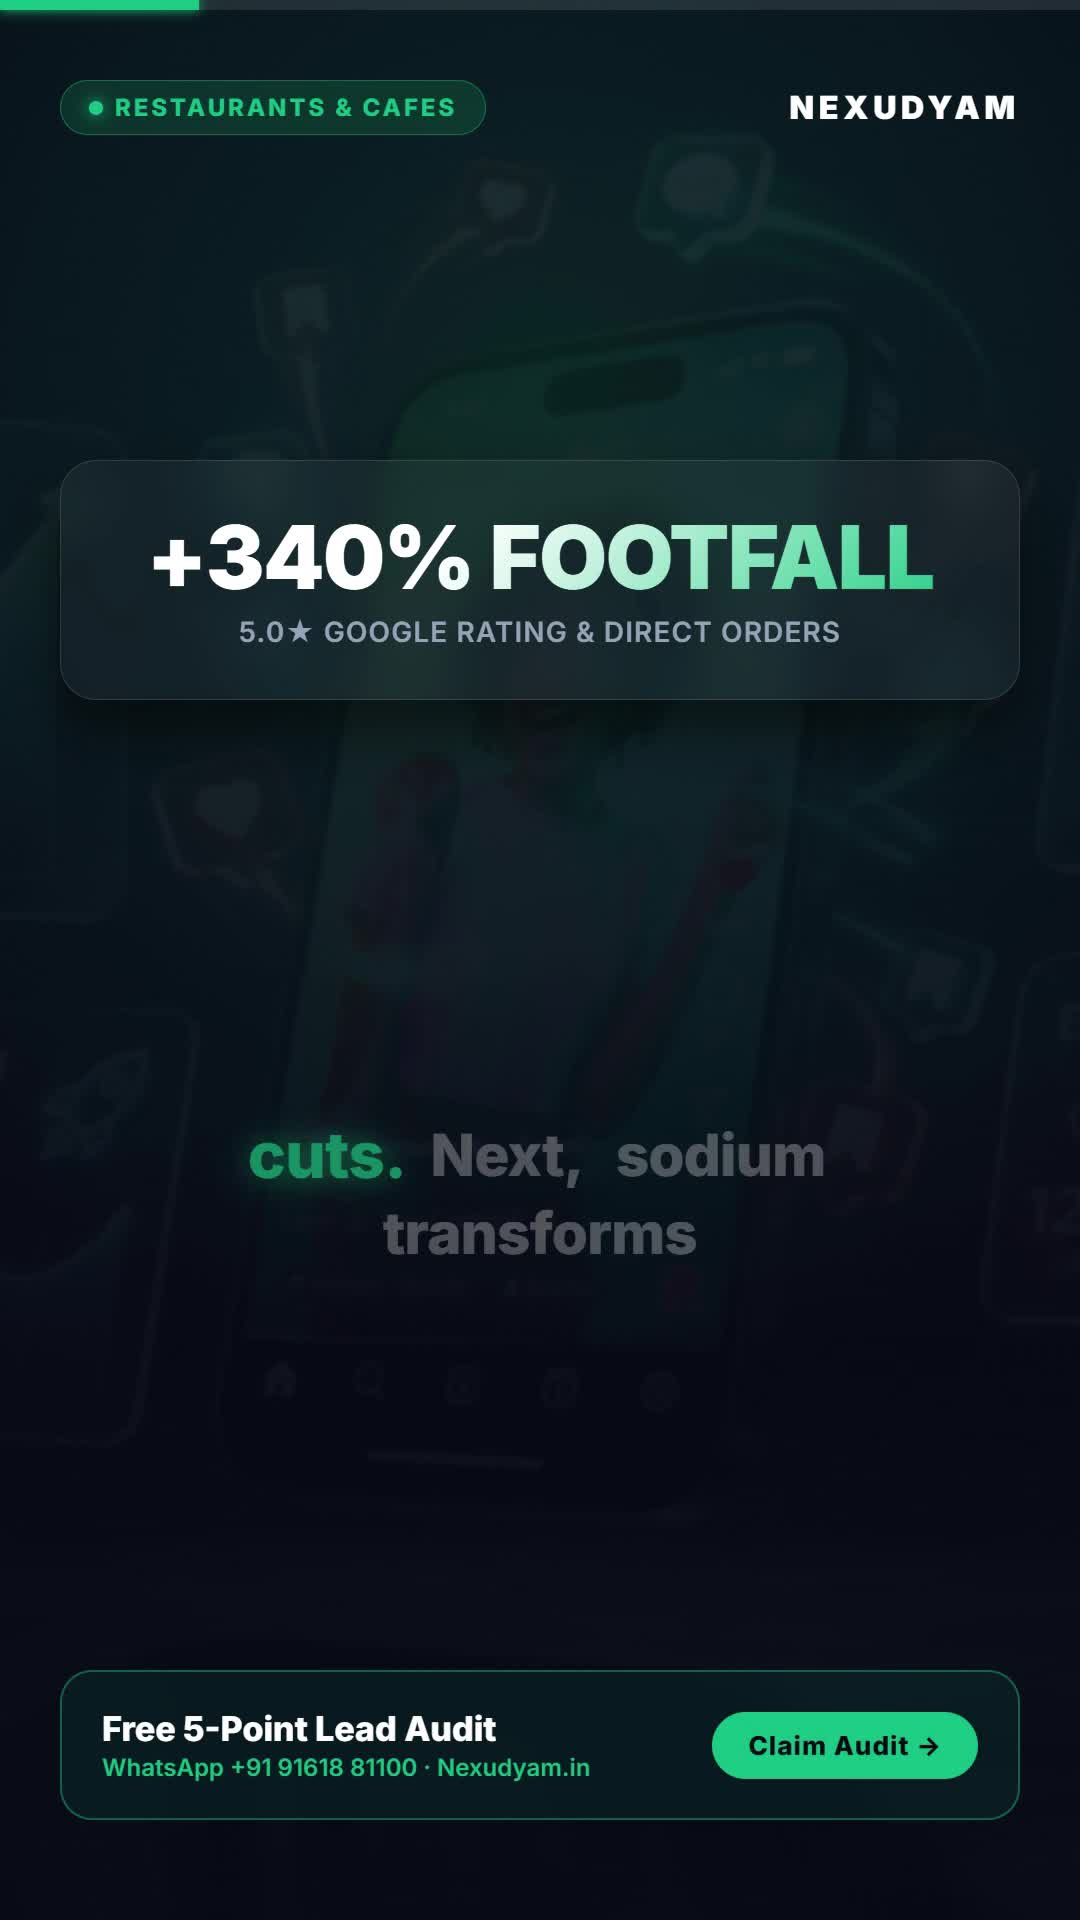 RESTAURANTS & CAFES
NEXUDYAM
+340% FOOTFALL
5.0★ GOOGLE RATING & DIRECT ORDERS
cuts. Next, sodium
transforms
Free 5-Point Lead Audit
WhatsApp +91 91618 81100 · Nexudyam.in
Claim Audit →